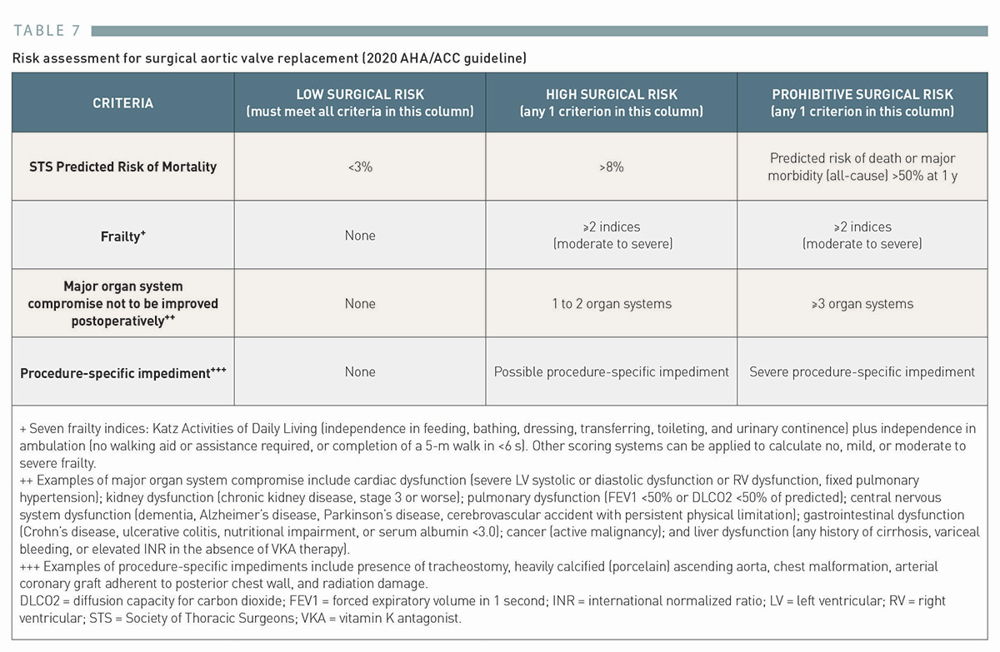 TABLE 7
Risk assessment for surgical aortic valve replacement (2020 AHA/ACC guideline)
CRITERIA
LOW SURGICAL RISK
(must meet all criteria in this column)
HIGH SURGICAL RISK
(any 1 criterion in this column)
PROHIBITIVE SURGICAL RISK
(any 1 criterion in this column)
STS Predicted Risk of Mortality
<3%
>8%
Predicted risk of death or major
morbidity (all-cause) >50% at 1 y
Frailty+
None
⩾2 indices
(moderate to severe)
⩾2 indices
(moderate to severe)
Major organ system
compromise not to be improved
postoperatively++
None
1 to 2 organ systems
⩾3 organ systems
Procedure-specific impediment+++
None
Possible procedure-specific impediment
Severe procedure-specific impediment
+ Seven frailty indices: Katz Activities of Daily Living (independence in feeding, bathing, dressing, transferring, toileting, and urinary continence) plus independence in
ambulation (no walking aid or assistance required, or completion of a 5-m walk in <6 s). Other scoring systems can be applied to calculate no, mild, or moderate to
severe frailty.
++ Examples of major organ system compromise include cardiac dysfunction (severe LV systolic or diastolic dysfunction or RV dysfunction, fixed pulmonary
hypertension); kidney dysfunction (chronic kidney disease, stage 3 or worse); pulmonary dysfunction (FEV1 <50% or DLCO2 <50% of predicted); central nervous
system dysfunction (dementia, Alzheimer's disease, Parkinson's disease, cerebrovascular accident with persistent physical limitation); gastrointestinal dysfunction
(Crohn's disease, ulcerative colitis, nutritional impairment, or serum albumin <3.0); cancer (active malignancy); and liver dysfunction (any history of cirrhosis, variceal
bleeding, or elevated INR in the absence of VKA therapy).
+++ Examples of procedure-specific impediments include presence of tracheostomy, heavily calcified (porcelain) ascending aorta, chest malformation, arterial
coronary graft adherent to posterior chest wall, and radiation damage.
DLCO2 = diffusion capacity for carbon dioxide; FEV1 = forced expiratory volume in 1 second; INR = international normalized ratio; LV = left ventricular; RV = right
ventricular; STS = Society of Thoracic Surgeons; VKA = vitamin K antagonist.